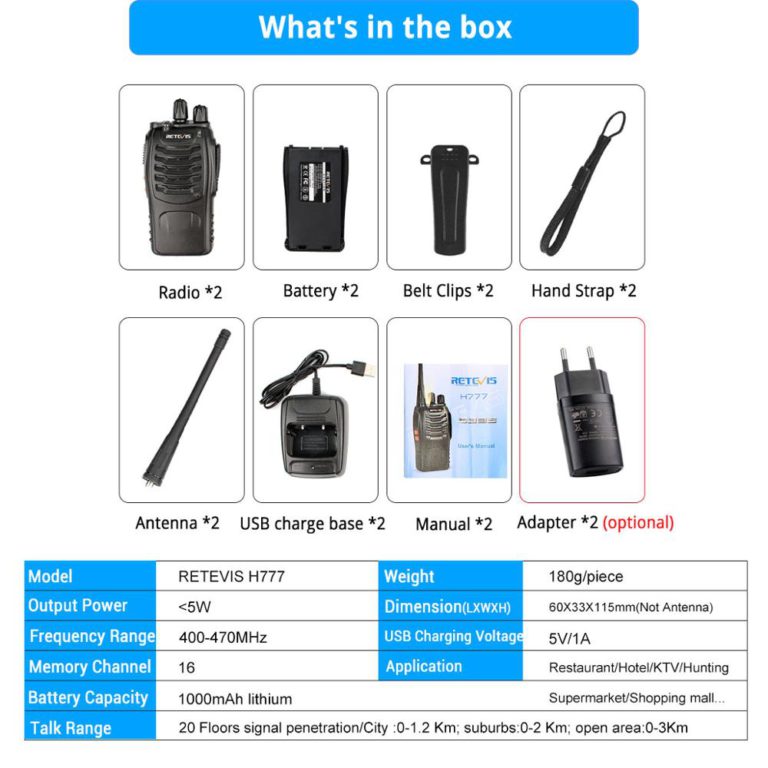 What's in the box
RETEVIS
Radio *2
Battery *2
Belt Clips *2
Hand Strap *2
RETEVIS
H777
User's Manual
Antenna *2
USB charge base *2
Manual *2
Adapter *2 (optional)
Model RETEVIS H777 Weight 180g/piece
Output Power <5W Dimension(LXWXH) 60X33X115mm(Not Antenna)
Frequency Range 400-470MHz USB Charging Voltage 5V/1A
Memory Channel 16 Application Restaurant/Hotel/KTV/Hunting
Battery Capacity 1000mAh lithium Supermarket/Shopping mall...
Talk Range 20 Floors signal penetration/City :0-1.2 Km; suburbs:0-2 Km; open area:0-3Km